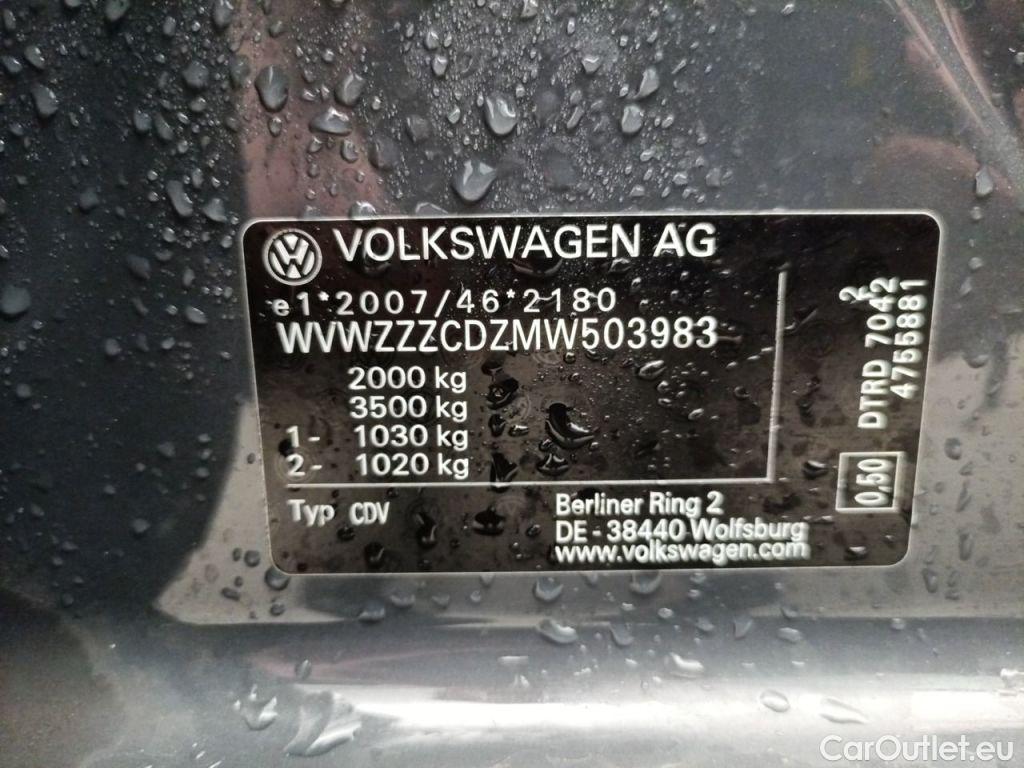 VOLKSWAGEN AG
e1*2007/46*2180
WVWZZZCDZMW503983
2000 kg
3500 kg
1- 1030 kg
2- 1020 kg
Typ CDV
Berliner Ring 2
DE - 38440 Wolfsburg
www.volkswagen.com
DTRD 7042
4755881
0,50
CarOutlet.eu